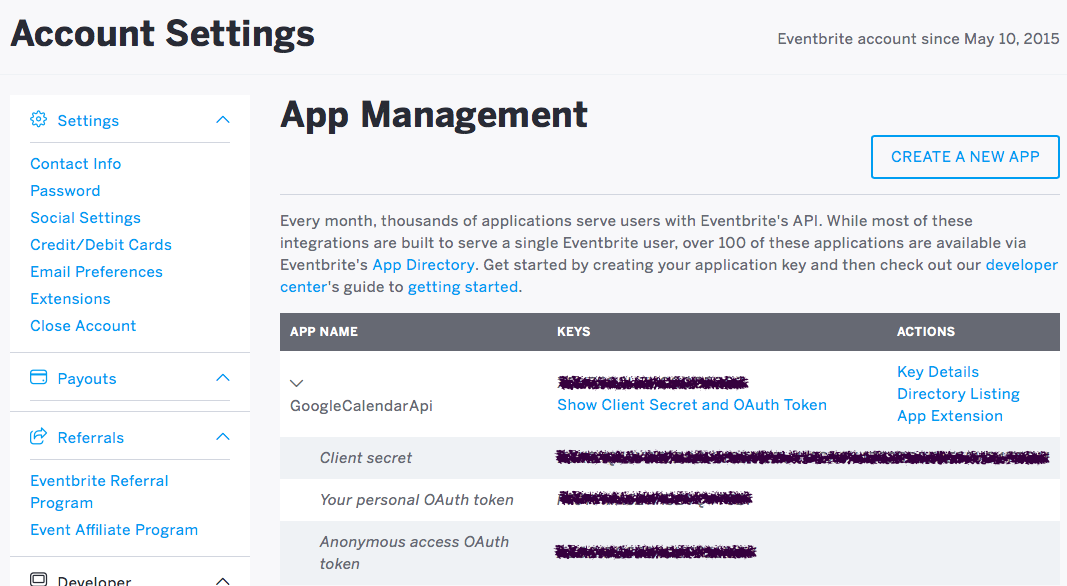 Account Settings
Eventbrite account since May 10, 2015
Settings
Contact Info
Password
Social Settings
Credit/Debit Cards
Email Preferences
Extensions
Close Account
Payouts
Referrals
Eventbrite Referral
Program
Event Affiliate Program
Developer
App Management
CREATE A NEW APP
Every month, thousands of applications serve users with Eventbrite's API. While most of these
integrations are built to serve a single Eventbrite user, over 100 of these applications are available via
Eventbrite's App Directory. Get started by creating your application key and then check out our developer
center's guide to getting started.
APP NAME KEYS ACTIONS
GoogleCalendarApi
Show Client Secret and OAuth Token
Key Details
Directory Listing
App Extension
Client secret
Your personal OAuth token
Anonymous access OAuth
token